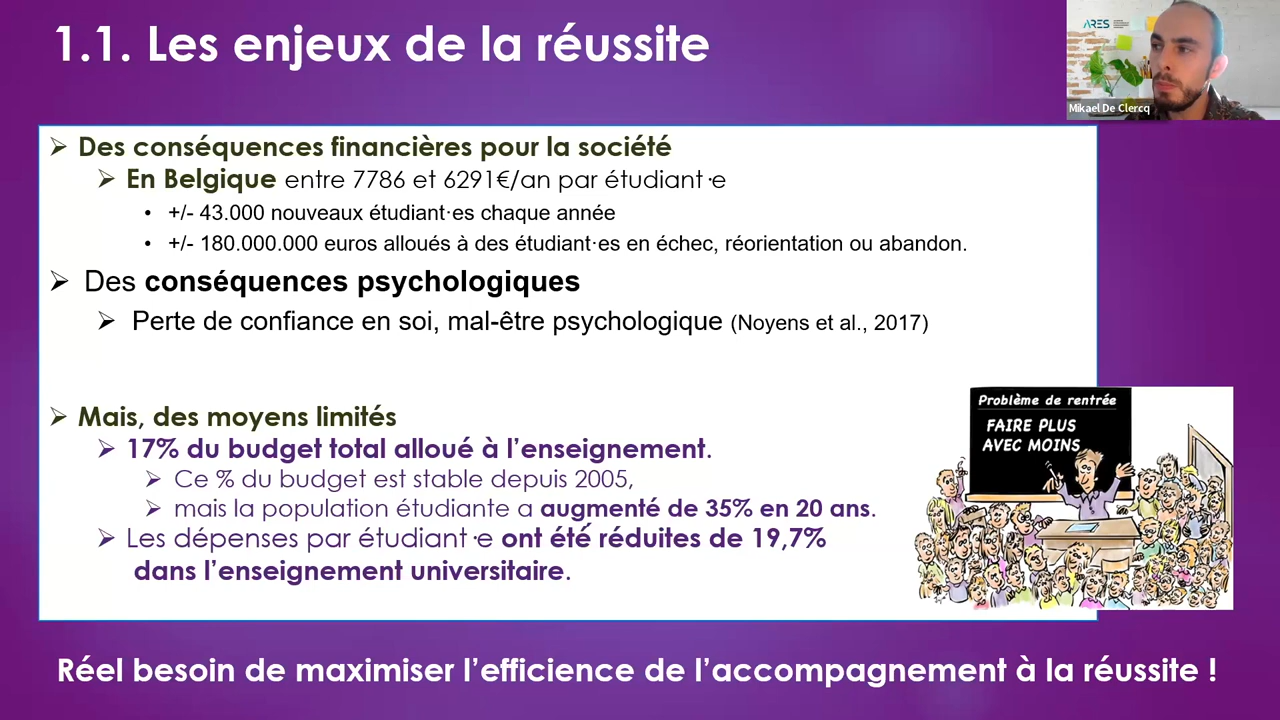 1.1. Les enjeux de la réussite
ARES
Mikael De Clercq
Des conséquences financières pour la société
En Belgique entre 7786 et 6291€/an par étudiant·e
+/- 43.000 nouveaux étudiant·es chaque année
+/- 180.000.000 euros alloués à des étudiant·es en échec, réorientation ou abandon.
Des conséquences psychologiques
Perte de confiance en soi, mal-être psychologique (Noyens et al., 2017)
Mais, des moyens limités
17% du budget total alloué à l'enseignement.
Ce % du budget est stable depuis 2005,
mais la population étudiante a augmenté de 35% en 20 ans.
Les dépenses par étudiant·e ont été réduites de 19,7%
dans l'enseignement universitaire.
Problème de rentrée
FAIRE PLUS
AVEC MOINS
Réel besoin de maximiser l'efficience de l'accompagnement à la réussite !